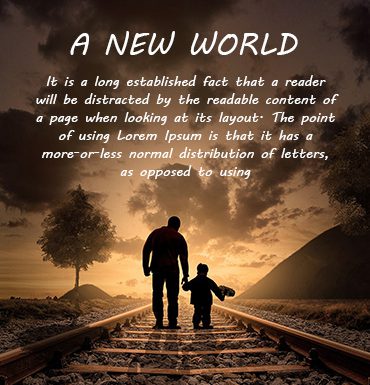 A NEW WORLD
It is a long established fact that a reader
will be distracted by the readable content of
a page when looking at its layout. The point
of using Lorem Ipsum is that it has a
more-or-less normal distribution of letters,
as opposed to using